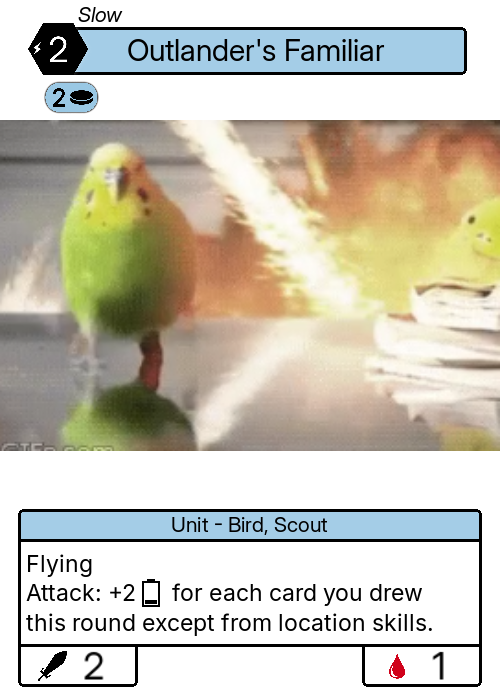 Slow
2
Outlander's Familiar
2
Flying
Unit - Bird, Scout
Attack: +2 for each card you drew
this round except from location skills.
2
1